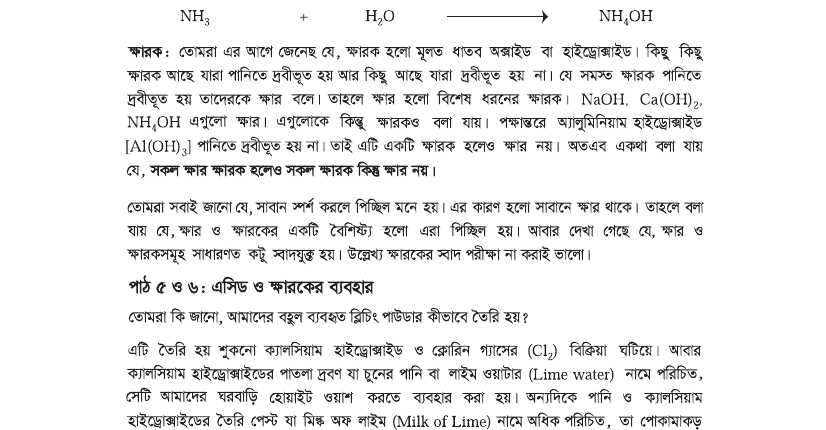 NH₃ + H₂O ⟶ NH₄OH
ক্ষারক : তোমরা এর আগে জেনেছ যে, ক্ষারক হলো মূলত ধাতব অক্সাইড বা হাইড্রোক্সাইড। কিছু কিছু
ক্ষারক আছে যারা পানিতে দ্রবীভূত হয় আর কিছু আছে যারা দ্রবীভূত হয় না। যে সমস্ত ক্ষারক পানিতে
দ্রবীভূত হয় তাদেরকে ক্ষার বলে। তাহলে ক্ষার হলো বিশেষ ধরনের ক্ষারক। NaOH, Ca(OH)₂,
NH₄OH এগুলো ক্ষার। এগুলোকে কিন্তু ক্ষারকও বলা যায়। পক্ষান্তরে অ্যালুমিনিয়াম হাইড্রোক্সাইড
[Al(OH)₃] পানিতে দ্রবীভূত হয় না। তাই এটি একটি ক্ষারক হলেও ক্ষার নয়। অতএব একথা বলা যায়
যে, সকল ক্ষার ক্ষারক হলেও সকল ক্ষারক কিন্তু ক্ষার নয়।
তোমরা সবাই জানো যে, সাবান স্পর্শ করলে পিচ্ছিল মনে হয়। এর কারণ হলো সাবানে ক্ষার থাকে। তাহলে বলা
যায় যে, ক্ষার ও ক্ষারকের একটি বৈশিষ্ট্য হলো এরা পিচ্ছিল হয়। আবার দেখা গেছে যে, ক্ষার ও
ক্ষারকসমূহ সাধারণত কটু স্বাদযুক্ত হয়। উল্লেখ্য ক্ষারকের স্বাদ পরীক্ষা না করাই ভালো।
পাঠ ৫ ও ৬: এসিড ও ক্ষারকের ব্যবহার
তোমরা কি জানো, আমাদের বহুল ব্যবহৃত ব্লিচিং পাউডার কীভাবে তৈরি হয়?
এটি তৈরি হয় শুকনো ক্যালসিয়াম হাইড্রোক্সাইড ও ক্লোরিন গ্যাসের (Cl₂) বিক্রিয়া ঘটিয়ে। আবার
ক্যালসিয়াম হাইড্রোক্সাইডের পাতলা দ্রবণ যা চুনের পানি বা লাইম ওয়াটার (Lime water) নামে পরিচিত,
সেটি আমাদের ঘরবাড়ি হোয়াইট ওয়াশ করতে ব্যবহার করা হয়। অন্যদিকে পানি ও ক্যালসিয়াম
হাইড্রোক্সাইডের তৈরি পেস্ট যা মিল্ক অফ লাইম (Milk of Lime) নামে অধিক পরিচিত, তা পোকামাকড়